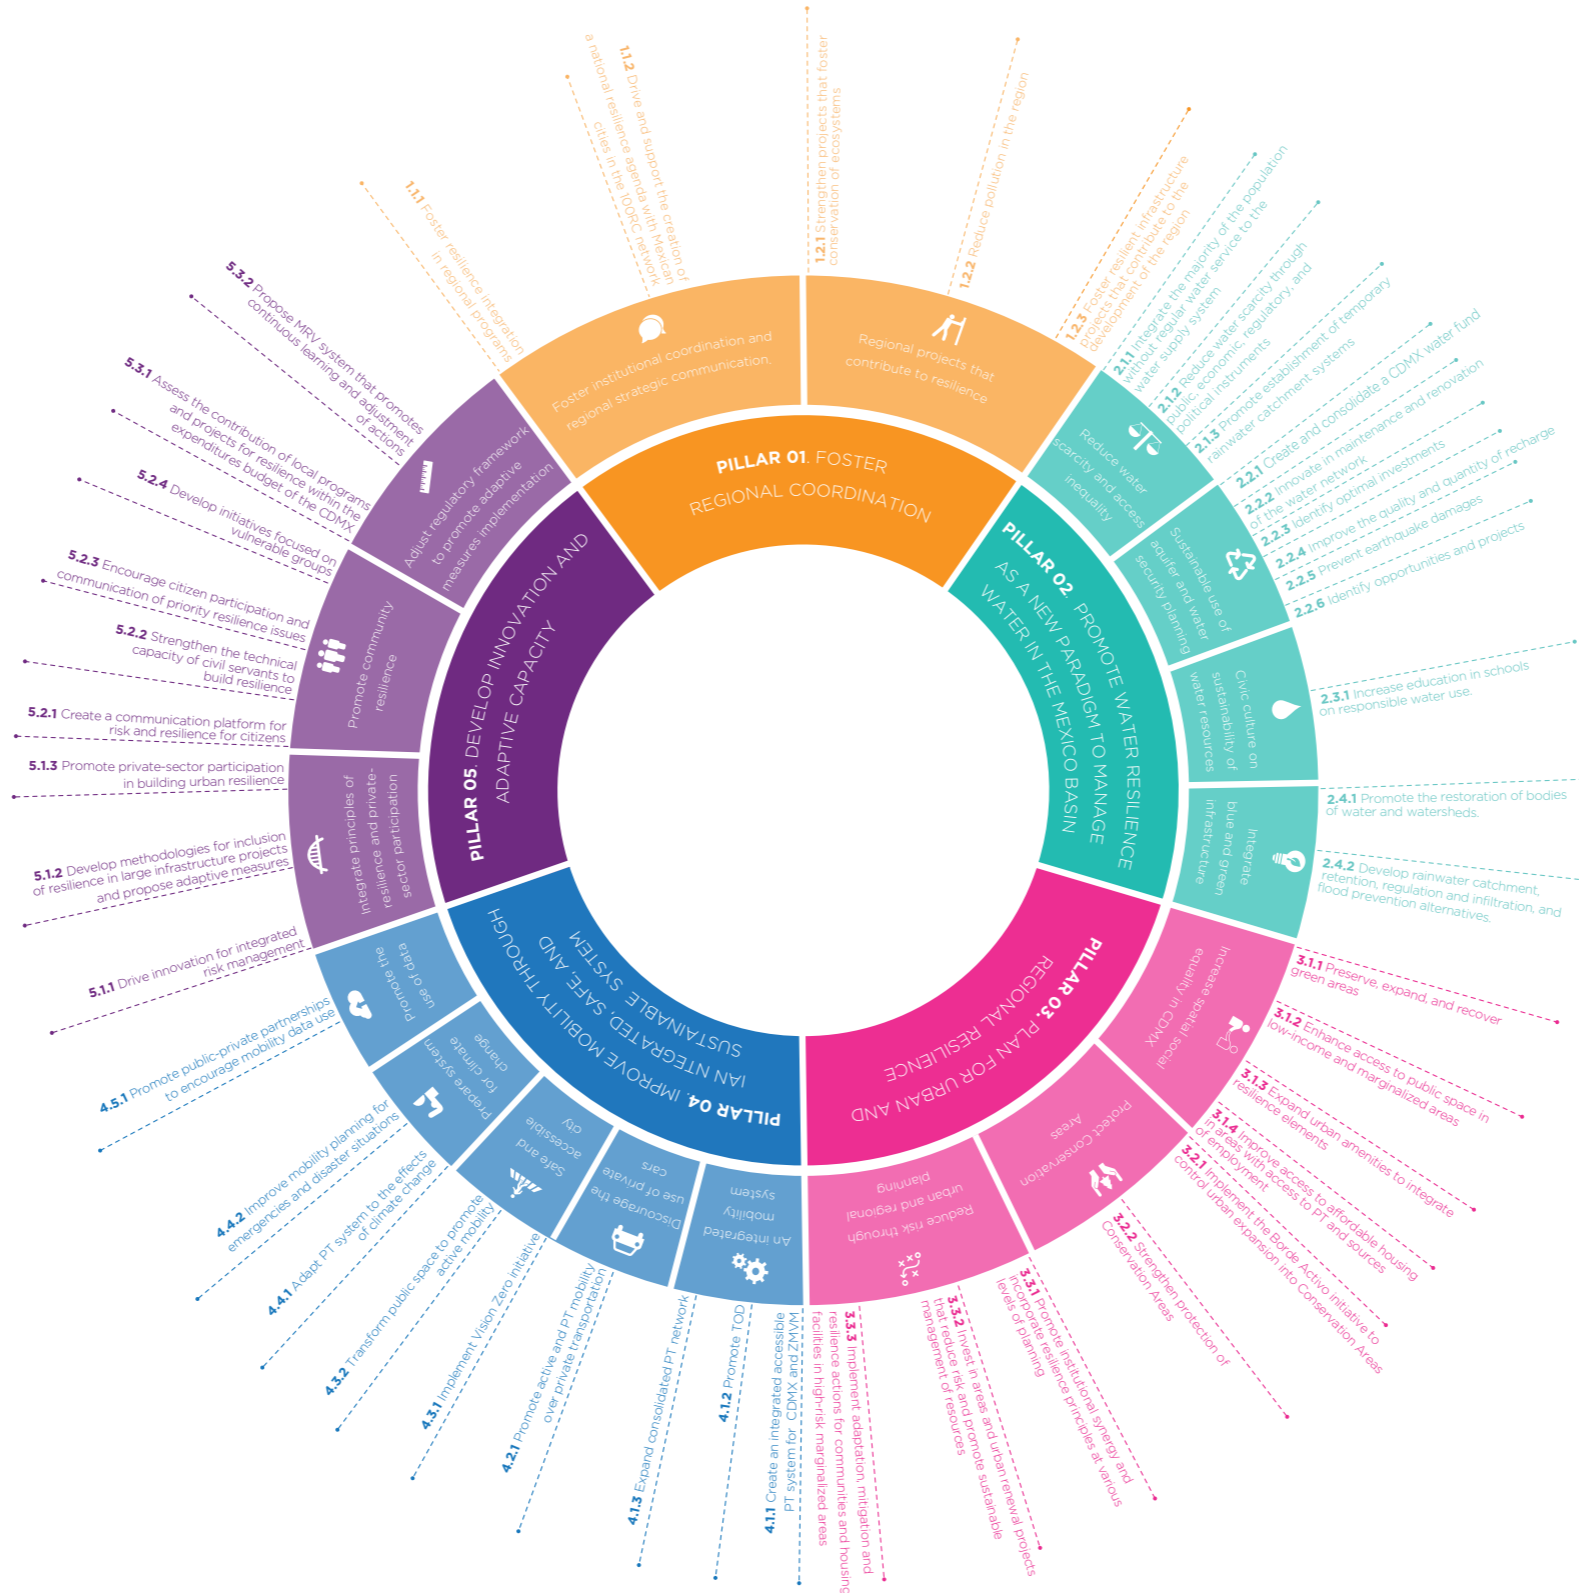 PILLAR 01. FOSTER
REGIONAL COORDINATION
Foster institutional coordination and
regional strategic communication.
1.1.1 Foster resilience integration
in regional programs
1.1.2 Drive and support the creation of
a national resilience agenda with Mexican
cities in the 100RC network
Regional projects that
contribute to resilience
1.2.1 Strengthen projects that foster
conservation of ecosystems
1.2.2 Reduce pollution in the region
1.2.3 Foster resilient infrastructure
projects that contribute to the
development of the region
PILLAR 02. PROMOTE WATER RESILIENCE
AS A NEW PARADIGM TO MANAGE
WATER IN THE MEXICO BASIN
Reduce water
scarcity and access
inequality
2.1.1 Integrate the majority of the population
without regular water service to the
water supply system
2.1.2 Reduce water scarcity through
public, economic, regulatory, and
political instruments
2.1.3 Promote establishment of temporary
rainwater catchment systems
Sustainable use of
aquifer and water
security planning
2.2.1 Create and consolidate a CDMX water fund
2.2.2 Innovate in maintenance and renovation
of the water network
2.2.3 Identify optimal investments
2.2.4 Improve the quality and quantity of recharge
2.2.5 Prevent earthquake damages
2.2.6 Identify opportunities and projects
Civic culture on
sustainability of
water resources
2.3.1 Increase education in schools
on responsible water use.
Integrate
blue and green
infrastructure
2.4.1 Promote the restoration of bodies
of water and watersheds.
2.4.2 Develop rainwater catchment,
retention, regulation and infiltration, and
flood prevention alternatives.
PILLAR 03. PLAN FOR URBAN AND
REGIONAL RESILIENCE
Increase spatial social
equality in CDMX
3.1.1 Preserve, expand, and recover
green areas
3.1.2 Enhance access to public space in
low-income and marginalized areas
3.1.3 Expand urban amenities to integrate
resilience elements
3.1.4 Improve access to affordable housing
in areas with access to PT and sources
of employment
Protect Conservation
Areas
3.2.1 Implement the Borde Activo initiative to
control urban expansion into Conservation Areas
3.2.2 Strengthen protection of
Conservation Areas
Reduce risk through
urban and regional
planning
3.3.1 Promote institutional synergy and
incorporate resilience principles at various
levels of planning
3.3.2 Invest in areas and urban renewal projects
that reduce risk and promote sustainable
management of resources
3.3.3 Implement adaptation, mitigation and
resilience actions for communities and housing
facilities in high-risk marginalized areas
PILLAR 04. IMPROVE MOBILITY THROUGH
IAN NTEGRATED, SAFE, AND
SUSTAINABLE SYSTEM
An integrated
mobility
system
4.1.1 Create an integrated accessible
PT system for CDMX and ZMVM
4.1.2 Promote TOD
4.1.3 Expand consolidated PT network
Discourage the
use of private
cars
4.2.1 Promote active and PT mobility
over private transportation
Safe and
accessible
city
4.3.1 Implement Vision Zero initiative
4.3.2 Transform public space to promote
active mobility
Prepare system
for climate
change
4.4.1 Adapt PT system to the effects
of climate change
4.4.2 Improve mobility planning for
emergencies and disaster situations
Promote the
use of data
4.5.1 Promote public-private partnerships
to encourage mobility data use
PILLAR 05. DEVELOP INNOVATION AND
ADAPTIVE CAPACITY
Integrate principles of
resilience and private-
sector participation
5.1.1 Drive innovation for integrated
risk management
5.1.2 Develop methodologies for inclusion
of resilience in large infrastructure projects
and propose adaptive measures
5.1.3 Promote private-sector participation
in building urban resilience
Promote community
resilience
5.2.1 Create a communication platform for
risk and resilience for citizens
5.2.2 Strengthen the technical
capacity of civil servants to
build resilience
5.2.3 Encourage citizen participation and
communication of priority resilience issues
5.2.4 Develop initiatives focused on
vulnerable groups
Adjust regulatory framework
to promote adaptive
measures implementation
5.3.1 Assess the contribution of local programs
and projects for resilience within the
expenditures budget of the CDMX
5.3.2 Propose MRV system that promotes
continuous learning and adjustment
of actions